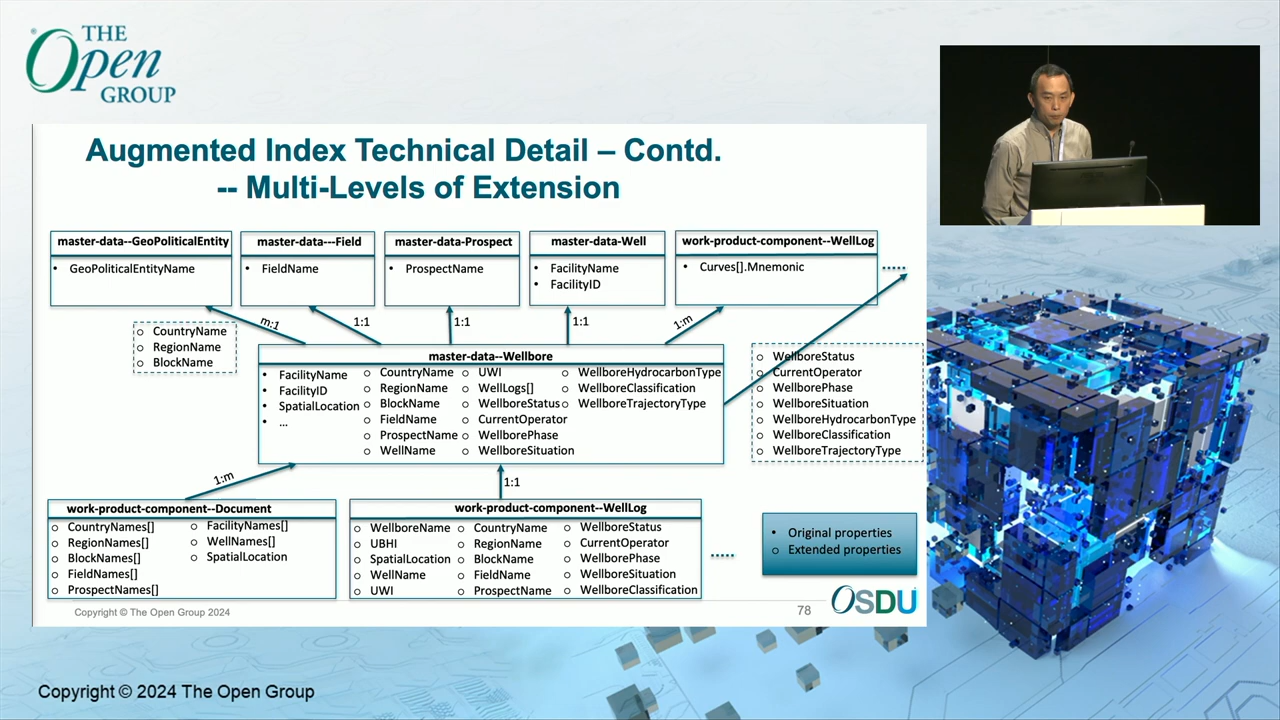 THE
Open
GROUP
Augmented Index Technical Detail – Contd.
-- Multi-Levels of Extension
master-data--GeoPoliticalEntity
• GeoPoliticalEntityName
master-data---Field
• FieldName
master-data-Prospect
• ProspectName
master-data-Well
• FacilityName
• FacilityID
work-product-component--WellLog
• Curves[].Mnemonic
.....
m:1
1:1
1:1
1:1
1:m
o CountryName
o RegionName
o BlockName
master-data--Wellbore
• FacilityName
• FacilityID
• SpatialLocation
• ...
o CountryName
o RegionName
o BlockName
o FieldName
o ProspectName
o WellName
o UWI
o WellLogs[]
o WellboreStatus
o CurrentOperator
o WellborePhase
o WellboreSituation
o WellboreHydrocarbonType
o WellboreClassification
o WellboreTrajectoryType
o WellboreStatus
o CurrentOperator
o WellborePhase
o WellboreSituation
o WellboreHydrocarbonType
o WellboreClassification
o WellboreTrajectoryType
1:m
1:1
work-product-component--Document
o CountryNames[]
o RegionNames[]
o BlockNames[]
o FieldNames[]
o ProspectNames[]
o FacilityNames[]
o WellNames[]
o SpatialLocation
work-product-component--WellLog
o WellboreName
o UBHI
o SpatialLocation
o WellName
o UWI
o CountryName
o RegionName
o BlockName
o FieldName
o ProspectName
o WellboreStatus
o CurrentOperator
o WellborePhase
o WellboreSituation
o WellboreClassification
.....
• Original properties
o Extended properties
Copyright © The Open Group 2024
78
OSDU
Copyright © 2024 The Open Group